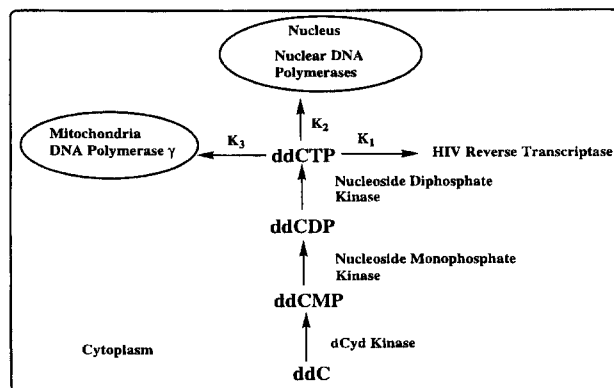 Nucleus
Nuclear DNA
Polymerases
K2
Mitochondria
DNA Polymerase γ
K3
ddCTP
K1
HIV Reverse Transcriptase
Nucleoside Diphosphate
Kinase
ddCDP
Nucleoside Monophosphate
Kinase
ddCMP
Cytoplasm
dCyd Kinase
ddC